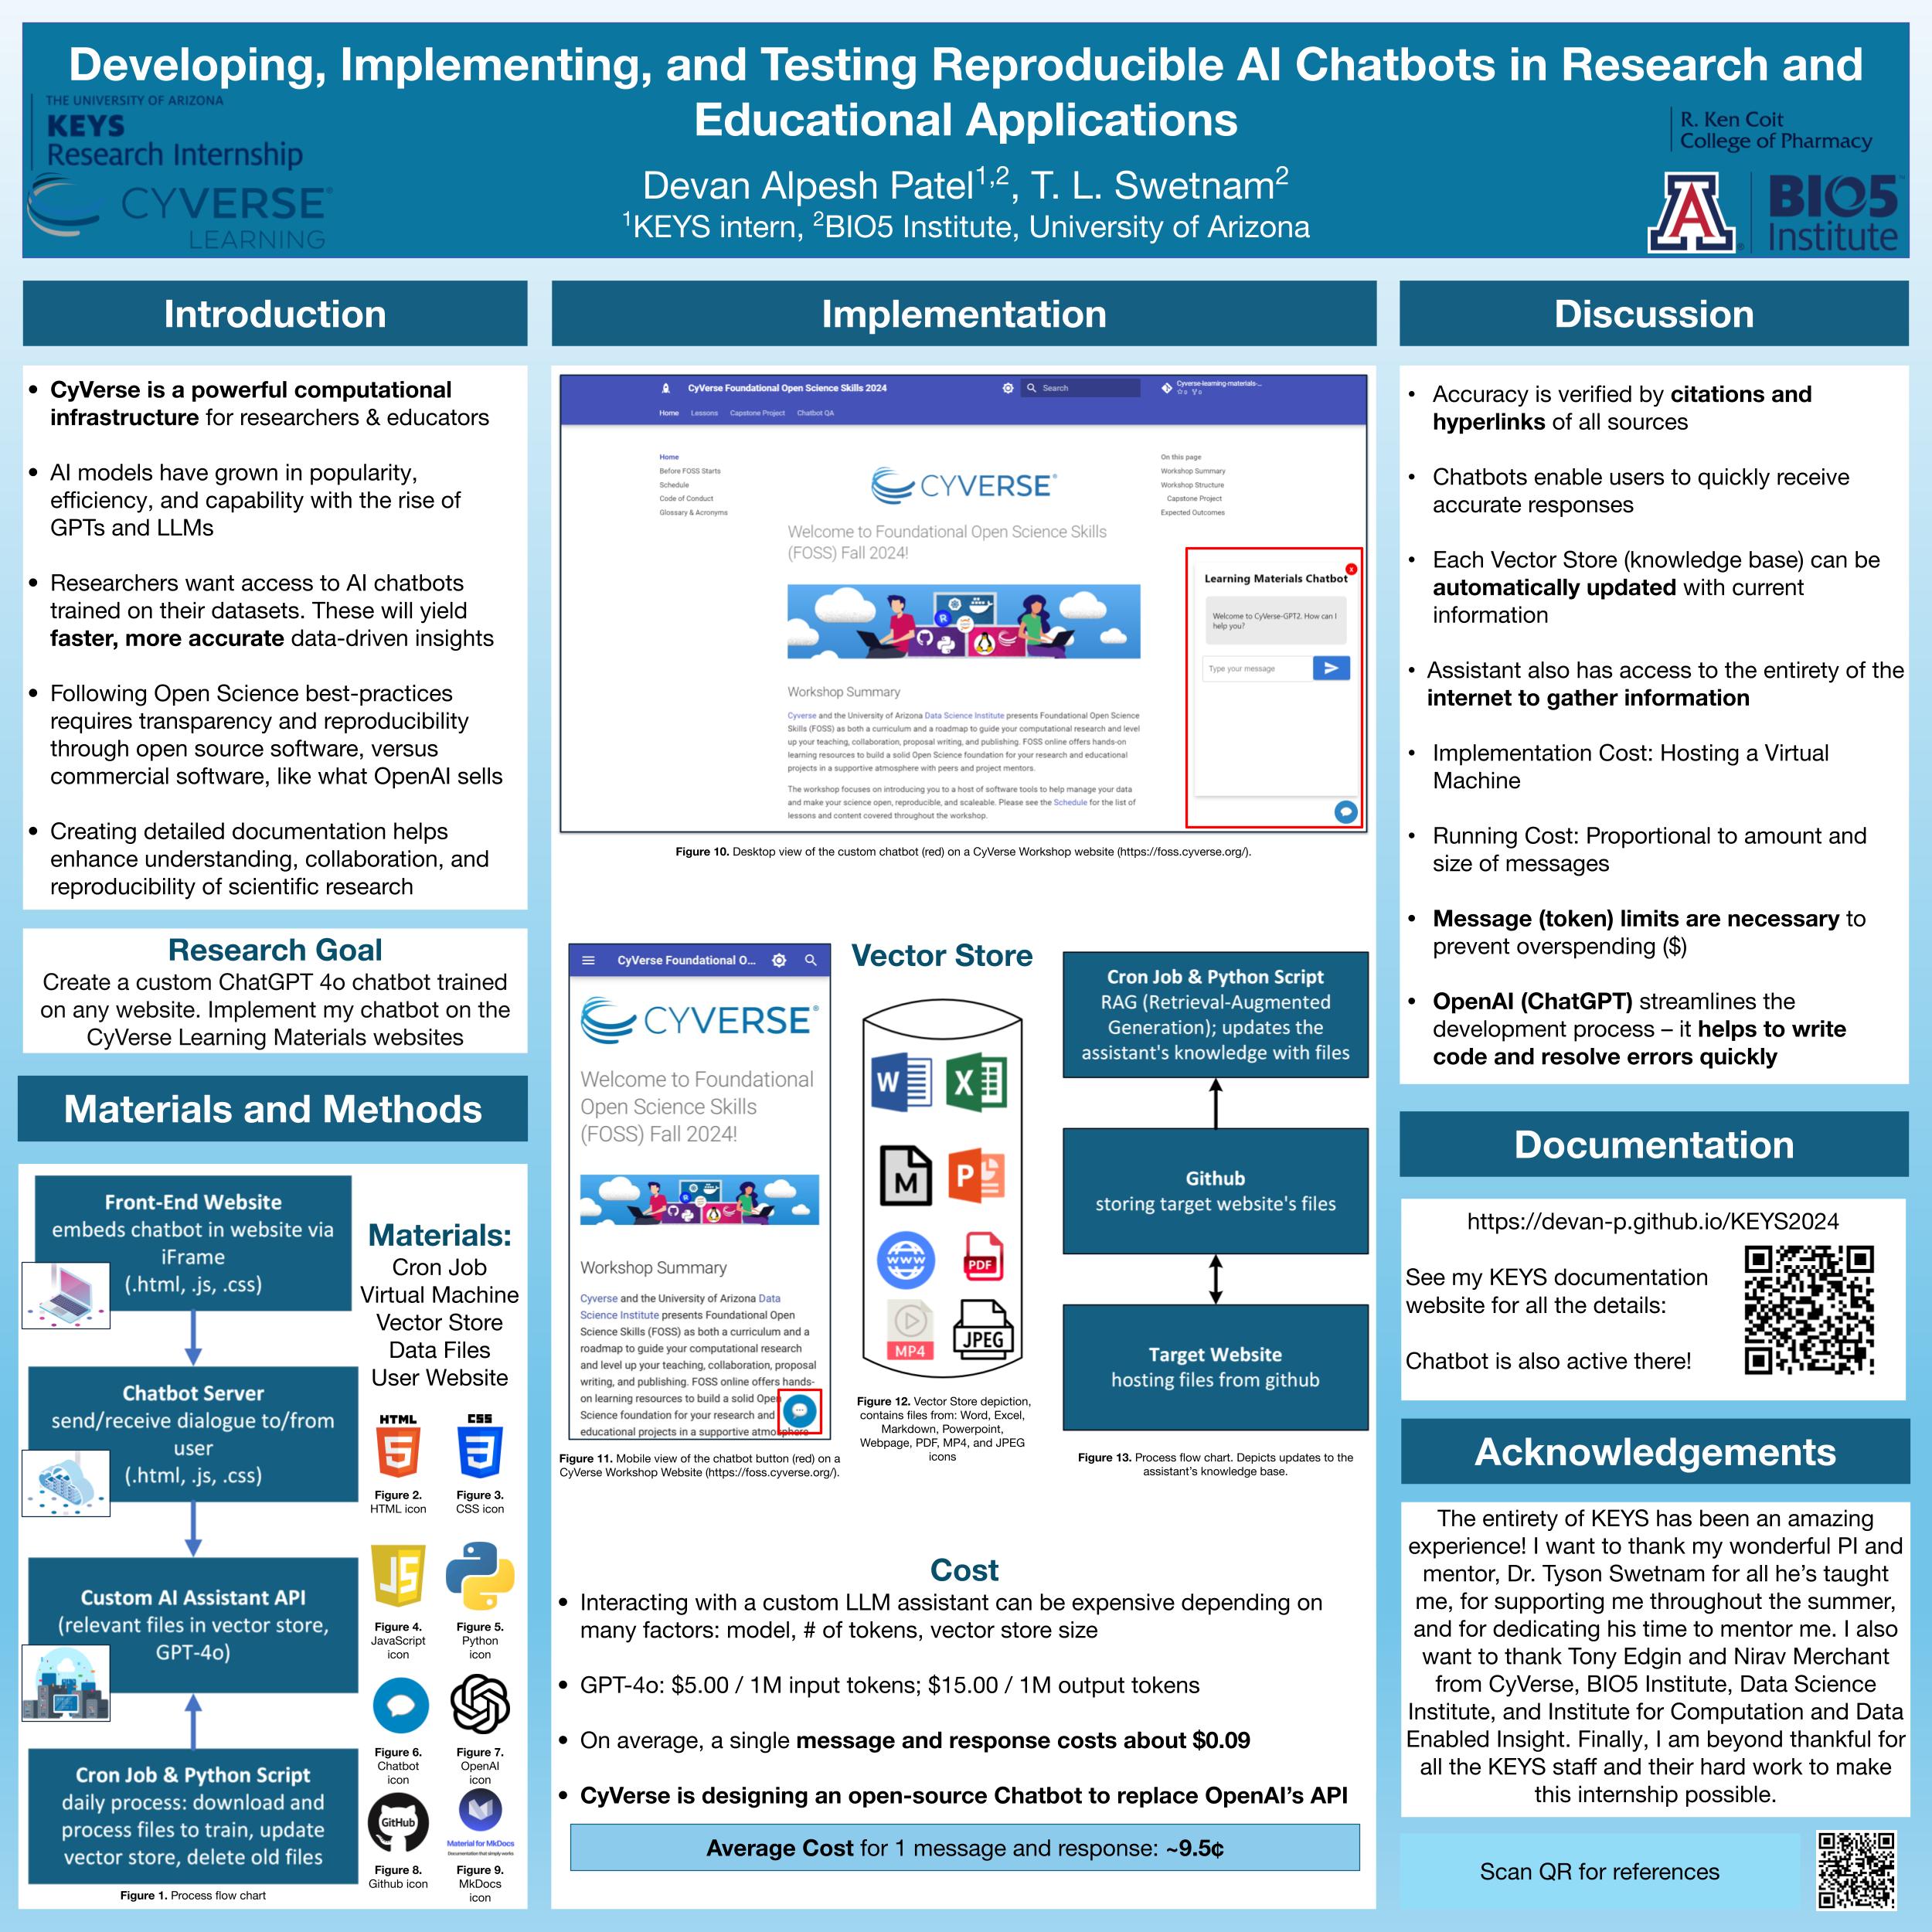 Developing, Implementing, and Testing Reproducible AI Chatbots in Research and
Educational Applications
THE UNIVERSITY OF ARIZONA
KEYS
Research Internship
CYVERSE®
LEARNING
Devan Alpesh Patel1,2, T. L. Swetnam2
1KEYS intern, 2BIO5 Institute, University of Arizona
R. Ken Coit
College of Pharmacy
A
BIO5
Institute
Introduction
• CyVerse is a powerful computational
infrastructure for researchers & educators
• AI models have grown in popularity,
efficiency, and capability with the rise of
GPTs and LLMs
• Researchers want access to AI chatbots
trained on their datasets. These will yield
faster, more accurate data-driven insights
• Following Open Science best-practices
requires transparency and reproducibility
through open source software, versus
commercial software, like what OpenAI sells
• Creating detailed documentation helps
enhance understanding, collaboration, and
reproducibility of scientific research
Research Goal
Create a custom ChatGPT 4o chatbot trained
on any website. Implement my chatbot on the
CyVerse Learning Materials websites
Materials and Methods
Front-End Website
embeds chatbot in website via
iFrame
(.html, .js, .css)
Chatbot Server
send/receive dialogue to/from
user
(.html, .js, .css)
Custom AI Assistant API
(relevant files in vector store,
GPT-4o)
Cron Job & Python Script
daily process: download and
process files to train, update
vector store, delete old files
Figure 1. Process flow chart
Materials:
Cron Job
Virtual Machine
Vector Store
Data Files
User Website
HTML
5
CSS
3
Figure 2.
HTML icon
Figure 3.
CSS icon
JS
Figure 4.
JavaScript
icon
Figure 5.
Python
icon
Figure 6.
Chatbot
icon
Figure 7.
OpenAI
icon
GitHub
Material for MkDocs
Documentation that simply works
Figure 8.
Github icon
Figure 9.
MkDocs
icon
Implementation
CyVerse Foundational Open Science Skills 2024
Search
Cyverse-learning-materials-...
Home Lessons Capstone Project Chatbot QA
Home
Before FOSS Starts
Schedule
Code of Conduct
Glossary & Acronyms
CYVERSE®
Welcome to Foundational Open Science Skills
(FOSS) Fall 2024!
Workshop Summary
Cyverse and the University of Arizona Data Science Institute presents Foundational Open Science
Skills (FOSS) as both a curriculum and a roadmap to guide your computational research and level
up your teaching, collaboration, proposal writing, and publishing. FOSS online offers hands-on
learning resources to build a solid Open Science foundation for your research and educational
projects in a supportive atmosphere with peers and project mentors.
The workshop focuses on introducing you to a host of software tools to help manage your data
and make your science open, reproducible, and scaleable. Please see the Schedule for the list of
lessons and content covered throughout the workshop.
On this page
Workshop Summary
Workshop Structure
Capstone Project
Expected Outcomes
Learning Materials Chatbot
x
Welcome to CyVerse-GPT2. How can I
help you?
Type your message
Figure 10. Desktop view of the custom chatbot (red) on a CyVerse Workshop website (https://foss.cyverse.org/).
CyVerse Foundational O...
CYVERSE®
Welcome to Foundational
Open Science Skills
(FOSS) Fall 2024!
Workshop Summary
Cyverse and the University of Arizona Data
Science Institute presents Foundational Open
Science Skills (FOSS) as both a curriculum and a
roadmap to guide your computational research
and level up your teaching, collaboration, proposal
writing, and publishing. FOSS online offers hands-
on learning resources to build a solid Open
Science foundation for your research and
educational projects in a supportive atmosphere
Figure 11. Mobile view of the chatbot button (red) on a
CyVerse Workshop Website (https://foss.cyverse.org/).
Vector Store
W
X
M
P
WWW
PDF
MP4
JPEG
Figure 12. Vector Store depiction,
contains files from: Word, Excel,
Markdown, Powerpoint,
Webpage, PDF, MP4, and JPEG
icons
Cron Job & Python Script
RAG (Retrieval-Augmented
Generation); updates the
assistant's knowledge with files
Github
storing target website's files
Target Website
hosting files from github
Figure 13. Process flow chart. Depicts updates to the
assistant's knowledge base.
Cost
• Interacting with a custom LLM assistant can be expensive depending on
many factors: model, # of tokens, vector store size
• GPT-4o: $5.00 / 1M input tokens; $15.00 / 1M output tokens
• On average, a single message and response costs about $0.09
• CyVerse is designing an open-source Chatbot to replace OpenAI's API
Average Cost for 1 message and response: ~9.5¢
Discussion
• Accuracy is verified by citations and
hyperlinks of all sources
• Chatbots enable users to quickly receive
accurate responses
• Each Vector Store (knowledge base) can be
automatically updated with current
information
• Assistant also has access to the entirety of the
internet to gather information
• Implementation Cost: Hosting a Virtual
Machine
• Running Cost: Proportional to amount and
size of messages
• Message (token) limits are necessary to
prevent overspending ($)
• OpenAI (ChatGPT) streamlines the
development process – it helps to write
code and resolve errors quickly
Documentation
https://devan-p.github.io/KEYS2024
See my KEYS documentation
website for all the details:
Chatbot is also active there!
Acknowledgements
The entirety of KEYS has been an amazing
experience! I want to thank my wonderful PI and
mentor, Dr. Tyson Swetnam for all he's taught
me, for supporting me throughout the summer,
and for dedicating his time to mentor me. I also
want to thank Tony Edgin and Nirav Merchant
from CyVerse, BIO5 Institute, Data Science
Institute, and Institute for Computation and Data
Enabled Insight. Finally, I am beyond thankful for
all the KEYS staff and their hard work to make
this internship possible.
Scan QR for references